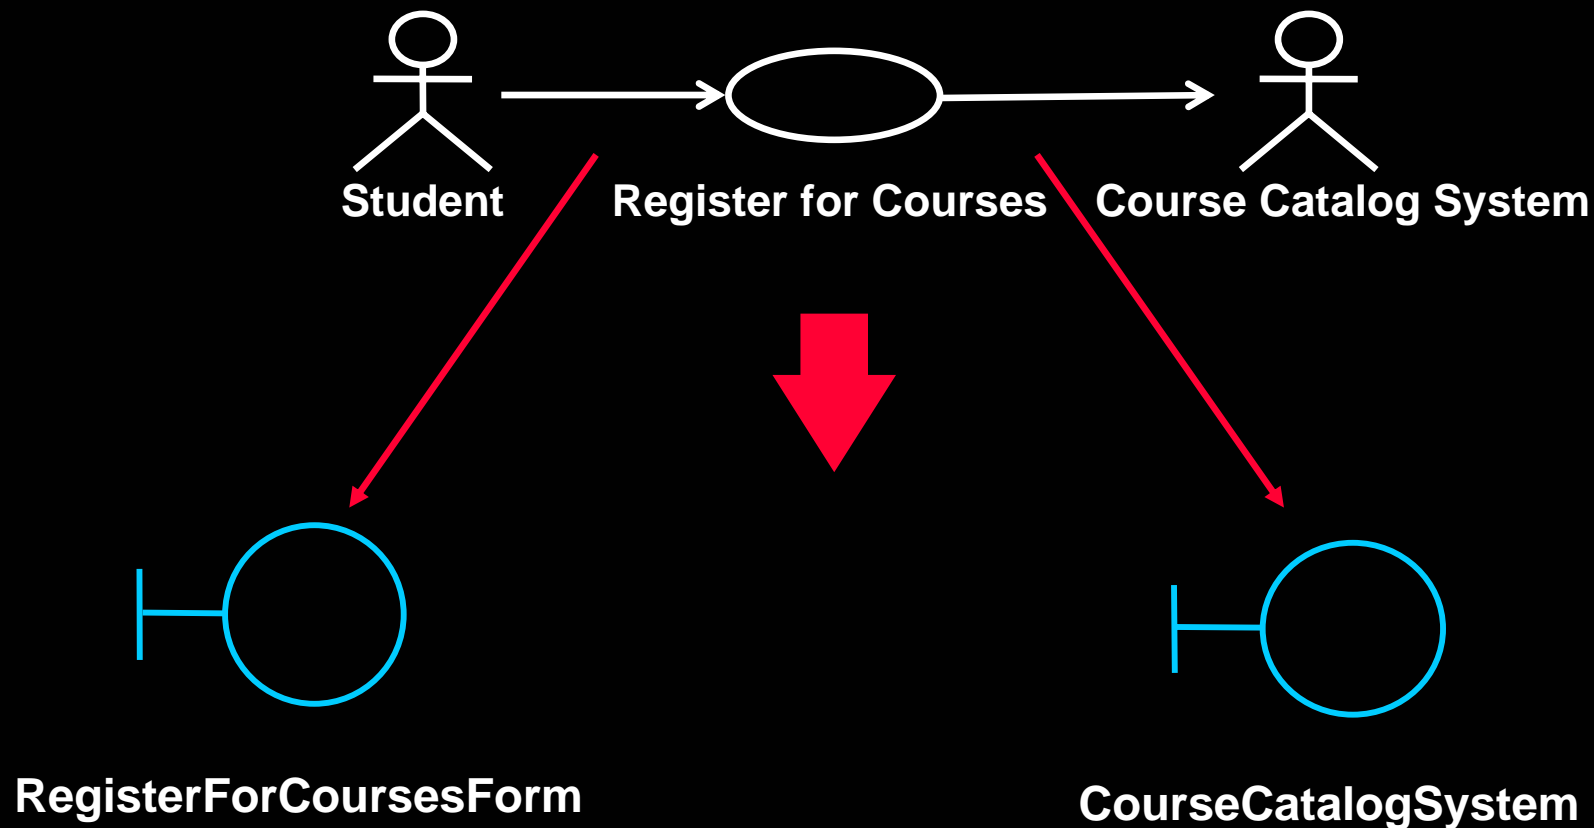 Student
Register for Courses
Course Catalog System
RegisterForCoursesForm
CourseCatalogSystem